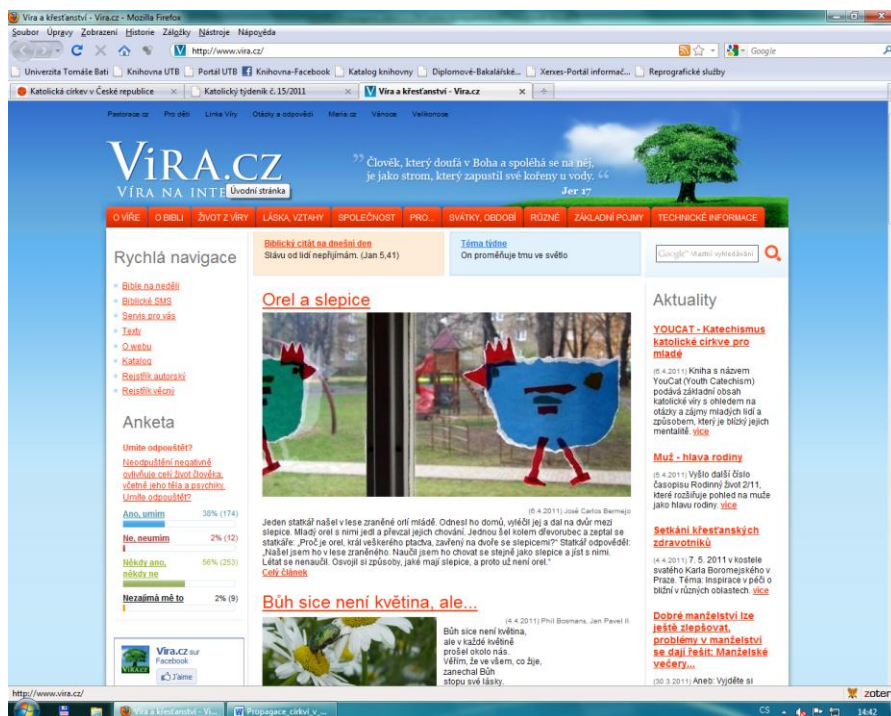 Víra a křesťanství - Vira.cz - Mozilla Firefox
Soubor Úpravy Zobrazení Historie Záložky Nástroje Nápověda
http://www.vira.cz/
Google
Univerzita Tomáše Bati Knihovna UTB Portál UTB Knihovna-Facebook Katalog knihovny Diplomové-Bakalářské... Xerxes-Portál informač... Reprografické služby
Katolická církev v České republice Katolický týdeník č. 15/2011 Víra a křesťanství - Vira.cz
Pastorace.cz Pro děti Linka Víry Otázky a odpovědi Maria.cz Vánoce Velikonoce
ViRA.CZ
VÍRA NA INTE
Úvodní stránka
Člověk, který doufá v Boha a spoléhá se na něj,
je jako strom, který zapustil své kořeny u vody.
Jer 17
O VÍŘE O BIBLI ŽIVOT Z VÍRY LÁSKA, VZTAHY SPOLEČNOST PRO... SVÁTKY, OBDOBÍ RŮZNÉ ZÁKLADNÍ POJMY TECHNICKÉ INFORMACE
Rychlá navigace
Bible na neděli
Biblické SMS
Servis pro vás
Texty
O webu
Katalog
Rejstřík autorský
Rejstřík věcný
Anketa
Umíte odpouštět?
Neodpuštění negativně
ovlivňuje celý život člověka,
včetně jeho těla a psychiky.
Umíte odpouštět?
Ano, umím 38% (174)
Ne, neumím 2% (12)
Někdy ano,
někdy ne 56% (253)
Nezajímá mě to 2% (9)
Vira.cz sur
Facebook
J'aime
VIRA.CZ
Biblický citát na dnešní den
Slávu od lidí nepřijímám. (Jan 5,41)
Téma týdne
On proměňuje tmu ve světlo
Orel a slepice
(6.4.2011) José Carlos Bermejo
Jeden statkář našel v lese zraněné orlí mládě. Odnesl ho domů, vyléčil jej a dal na dvůr mezi
slepice. Mladý orel s nimi jedl a převzal jejich chování. Jednou šel kolem dřevorubec a zeptal se
statkáře: „Proč je orel, král veškerého ptactva, zavřený na dvoře se slepicemi?“ Statkář odpověděl:
„Našel jsem ho v lese zraněného. Naučil jsem ho chovat se stejně jako slepice a jíst s nimi.
Létat se nenaučil. Osvojil si způsoby, jaké mají slepice, a proto už není orel.“
Celý článek
Bůh sice není květina, ale...
(4.4.2011) Phil Bosmans, Jan Pavel II.
Bůh sice není květina,
ale v každé květině
prošel okolo nás.
Věřím, že ve všem, co žije,
zanechal Bůh
stopu své lásky.
Google™ Vlastní vyhledávání
Aktuality
YOUCAT - Katechismus
katolické církve pro
mladé
(6.4.2011) Kniha s názvem
YouCat (Youth Catechism)
podává základní obsah
katolické víry s ohledem na
otázky a zájmy mladých lidí a
způsobem, který je blízký jejich
mentalitě. více
Muž - hlava rodiny
(5.4.2011) Vyšlo další číslo
časopisu Rodinný život 2/11,
které rozšiřuje pohled na muže
jako hlavu rodiny. více
Setkání křesťanských
zdravotníků
(4.4.2011) 7. 5. 2011 v kostele
svatého Karla Boromejského v
Praze. Téma: Inspirace v péči o
bližní v různých oblastech. více
Dobré manželství lze
ještě zlepšovat,
problémy v manželství
se dají řešit: Manželské
večery...
(30.3.2011) Aneb: Vyjděte si
http://www.vira.cz/
zoter
Víra a křesťanství - Vi...
Propagace_církví_v_...
CS
14:42